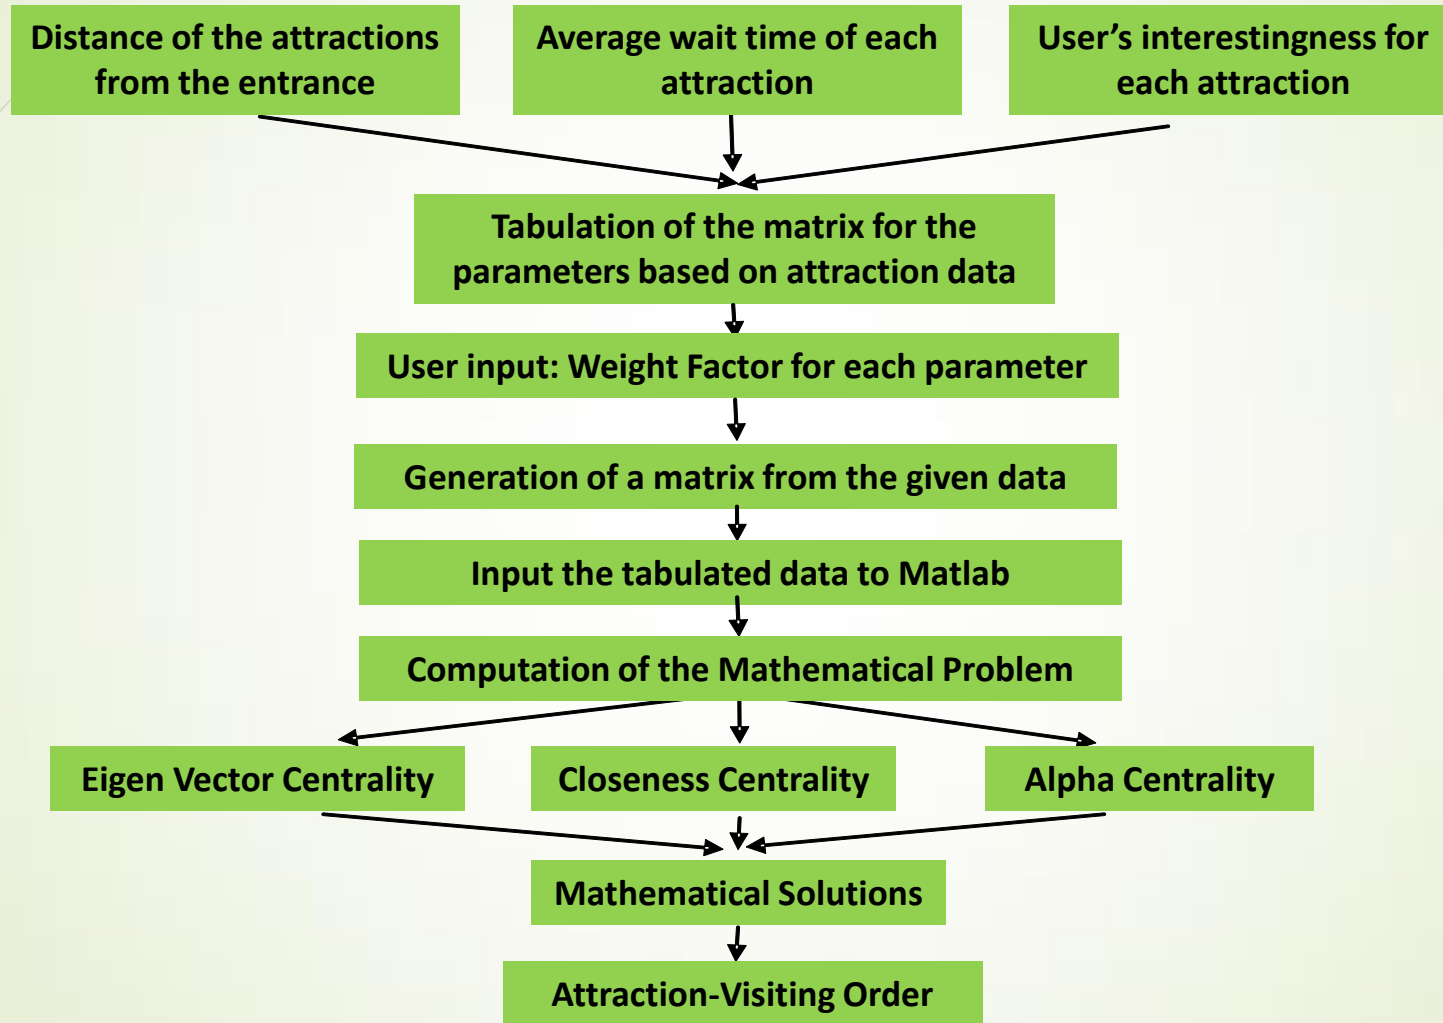 Distance of the attractions
from the entrance
Average wait time of each
attraction
User’s interestingness for
each attraction
Tabulation of the matrix for the
parameters based on attraction data
User input: Weight Factor for each parameter
Generation of a matrix from the given data
Input the tabulated data to Matlab
Computation of the Mathematical Problem
Eigen Vector Centrality
Closeness Centrality
Alpha Centrality
Mathematical Solutions
Attraction-Visiting Order